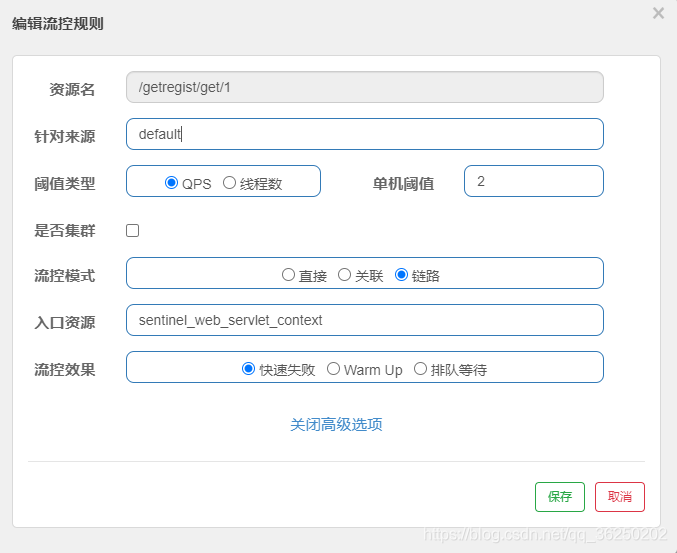 编辑流控规则 ×
资源名 /getregist/get/1
针对来源 default
阈值类型 QPS 线程数 单机阈值 2
是否集群
流控模式 直接 关联 链路
入口资源 sentinel_web_servlet_context
流控效果 快速失败 Warm Up 排队等待
关闭高级选项
保存 取消
https://blog.csdn.net/qq_36250202